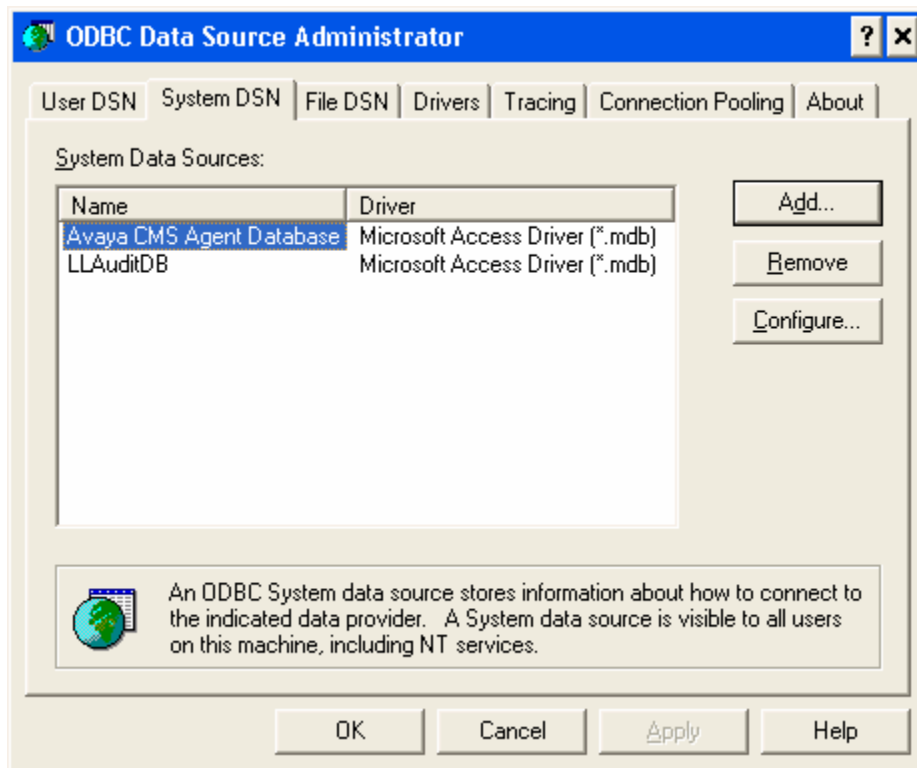 ODBC Data Source Administrator
? ×
User DSN System DSN File DSN Drivers Tracing Connection Pooling About
System Data Sources:
Name Driver
Avaya CMS Agent Database Microsoft Access Driver (*.mdb)
LLAuditDB Microsoft Access Driver (*.mdb)
Add...
Remove
Configure...
An ODBC System data source stores information about how to connect to
the indicated data provider. A System data source is visible to all users
on this machine, including NT services.
OK Cancel Apply Help